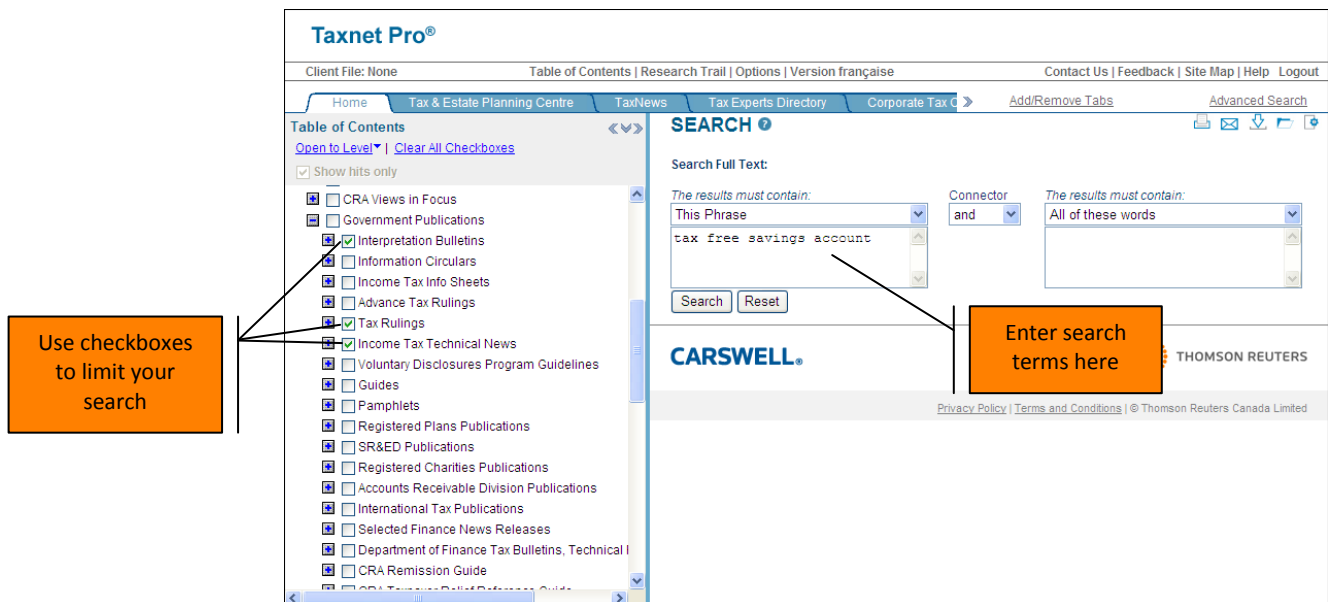 Taxnet Pro®
Client File: None
Table of Contents | Research Trail | Options | Version française
Contact Us | Feedback | Site Map | Help Logout
Home
Tax & Estate Planning Centre
TaxNews
Tax Experts Directory
Corporate Tax
Add/Remove Tabs
Advanced Search
Table of Contents
Open to Level | Clear All Checkboxes
Show hits only
CRA Views in Focus
Government Publications
Interpretation Bulletins
Information Circulars
Income Tax Info Sheets
Advance Tax Rulings
Tax Rulings
Income Tax Technical News
Voluntary Disclosures Program Guidelines
Guides
Pamphlets
Registered Plans Publications
SR&ED Publications
Registered Charities Publications
Accounts Receivable Division Publications
International Tax Publications
Selected Finance News Releases
Department of Finance Tax Bulletins, Technical
CRA Remission Guide
CRA Taxpayer Relief Reference Guide
Use checkboxes
to limit your
search
SEARCH ?
Search Full Text:
The results must contain:
This Phrase
tax free savings account
Connector
and
The results must contain:
All of these words
Search
Reset
Enter search
terms here
CARSWELL®
THOMSON REUTERS
Privacy Policy | Terms and Conditions | © Thomson Reuters Canada Limited